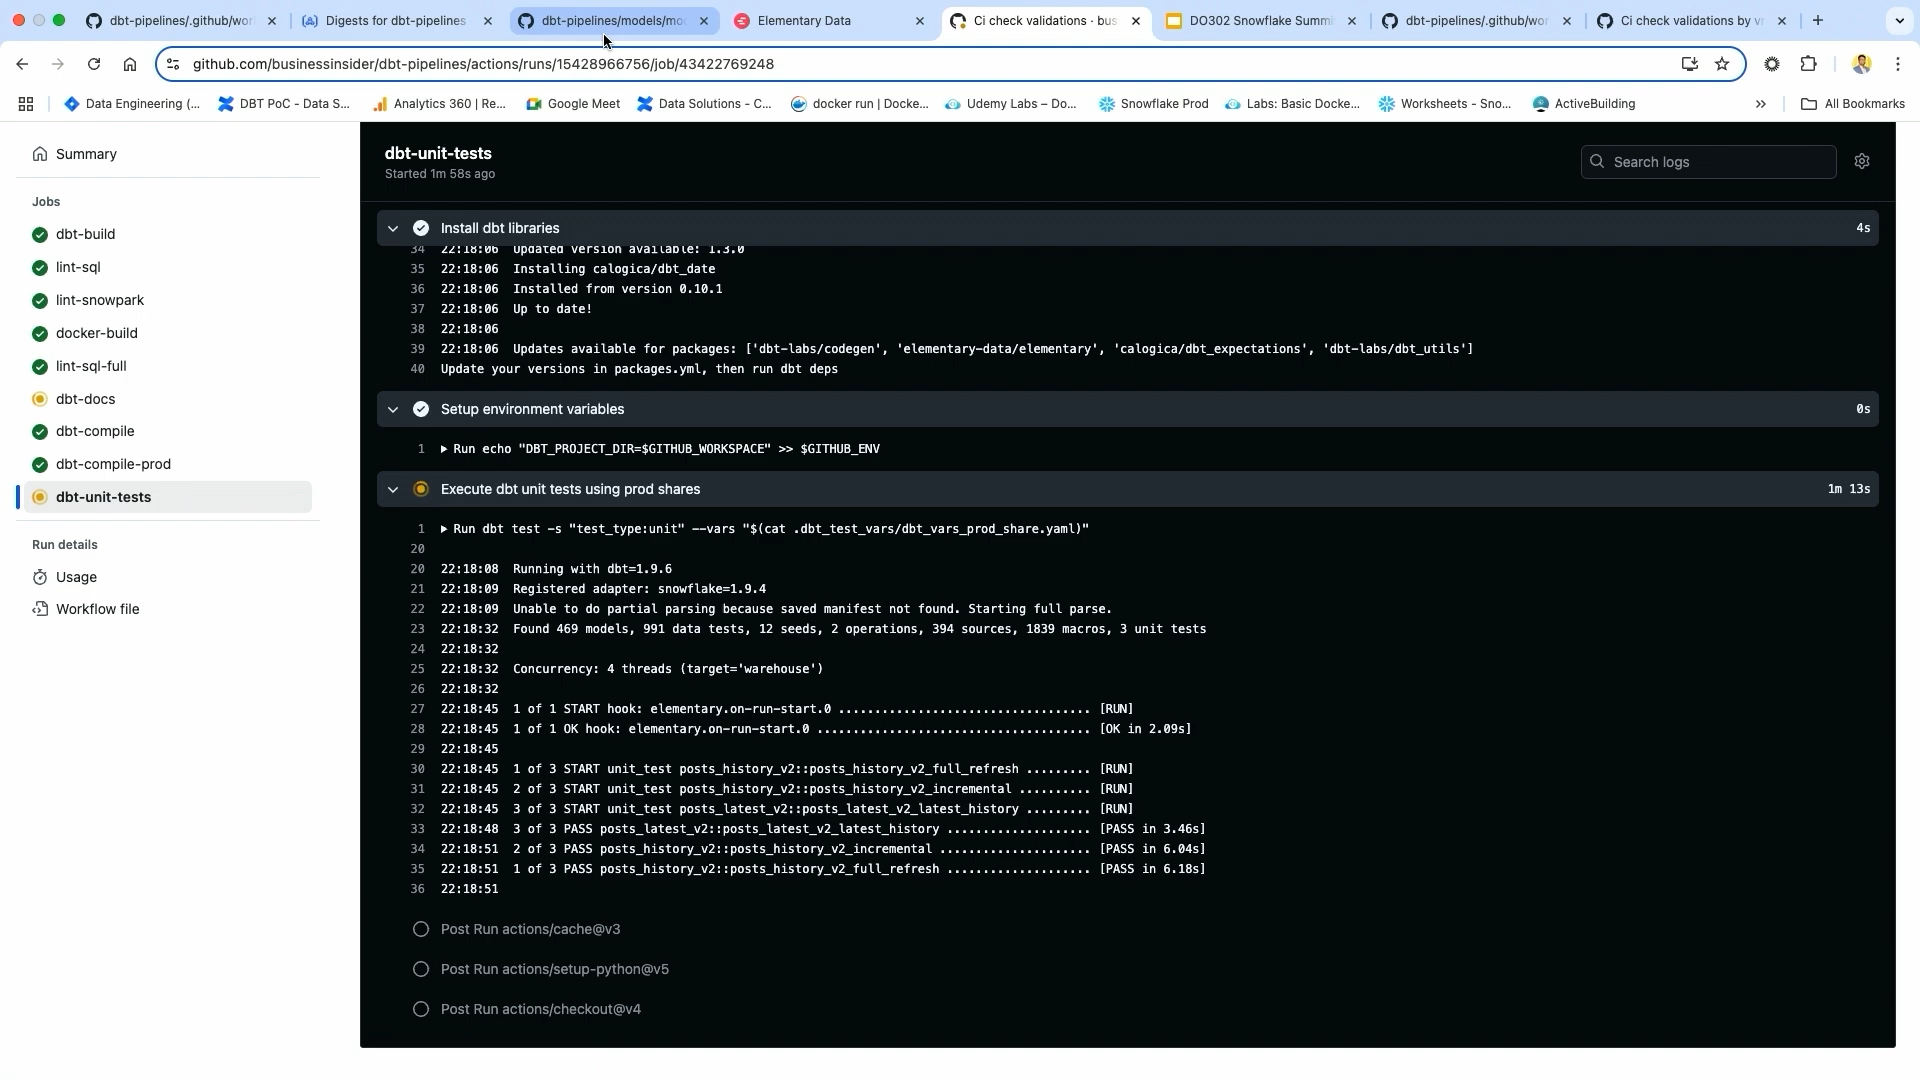 dbt-pipelines/.github/wor
Digests for dbt-pipelines
dbt-pipelines/models/mo
Elementary Data
Ci check validations · bus
DO302 Snowflake Summi
dbt-pipelines/.github/wor
Ci check validations by v
github.com/businessinsider/dbt-pipelines/actions/runs/15428966756/job/43422769248
Data Engineering (...
DBT PoC - Data S...
Analytics 360 | Re...
Google Meet
Data Solutions - C...
docker run | Docke...
Udemy Labs – Do...
Snowflake Prod
Labs: Basic Docke...
Worksheets - Sno...
ActiveBuilding
All Bookmarks
Summary
Jobs
dbt-build
lint-sql
lint-snowpark
docker-build
lint-sql-full
dbt-docs
dbt-compile
dbt-compile-prod
dbt-unit-tests
Run details
Usage
Workflow file
dbt-unit-tests
Started 1m 58s ago
Search logs
Install dbt libraries 4s
34 22:18:06 Updated version available: 1.3.0
35 22:18:06 Installing calogica/dbt_date
36 22:18:06 Installed from version 0.10.1
37 22:18:06 Up to date!
38 22:18:06
39 22:18:06 Updates available for packages: ['dbt-labs/codegen', 'elementary-data/elementary', 'calogica/dbt_expectations', 'dbt-labs/dbt_utils']
40 Update your versions in packages.yml, then run dbt deps
Setup environment variables 0s
1 Run echo "DBT_PROJECT_DIR=$GITHUB_WORKSPACE" >> $GITHUB_ENV
Execute dbt unit tests using prod shares 1m 13s
1 Run dbt test -s "test_type:unit" --vars "$(cat .dbt_test_vars/dbt_vars_prod_share.yaml)"
20
20 22:18:08 Running with dbt=1.9.6
21 22:18:09 Registered adapter: snowflake=1.9.4
22 22:18:09 Unable to do partial parsing because saved manifest not found. Starting full parse.
23 22:18:32 Found 469 models, 991 data tests, 12 seeds, 2 operations, 394 sources, 1839 macros, 3 unit tests
24 22:18:32
25 22:18:32 Concurrency: 4 threads (target='warehouse')
26 22:18:32
27 22:18:45 1 of 1 START hook: elementary.on-run-start.0 ................................... [RUN]
28 22:18:45 1 of 1 OK hook: elementary.on-run-start.0 ...................................... [OK in 2.09s]
29 22:18:45
30 22:18:45 1 of 3 START unit_test posts_history_v2::posts_history_v2_full_refresh ......... [RUN]
31 22:18:45 2 of 3 START unit_test posts_history_v2::posts_history_v2_incremental .......... [RUN]
32 22:18:45 3 of 3 START unit_test posts_latest_v2::posts_latest_v2_latest_history ......... [RUN]
33 22:18:48 3 of 3 PASS posts_latest_v2::posts_latest_v2_latest_history .................... [PASS in 3.46s]
34 22:18:51 2 of 3 PASS posts_history_v2::posts_history_v2_incremental ..................... [PASS in 6.04s]
35 22:18:51 1 of 3 PASS posts_history_v2::posts_history_v2_full_refresh .................... [PASS in 6.18s]
36 22:18:51
Post Run actions/cache@v3
Post Run actions/setup-python@v5
Post Run actions/checkout@v4